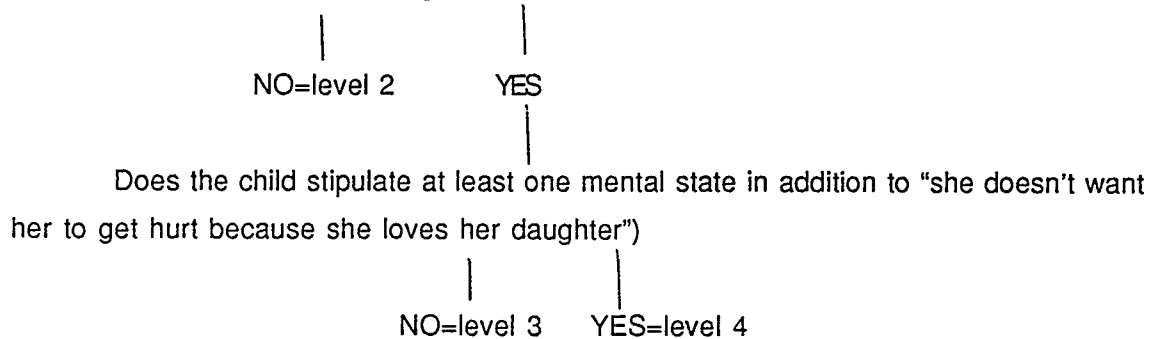 NO=level 2 YES
Does the child stipulate at least one mental state in addition to “she doesn't want
her to get hurt because she loves her daughter”)
NO=level 3 YES=level 4